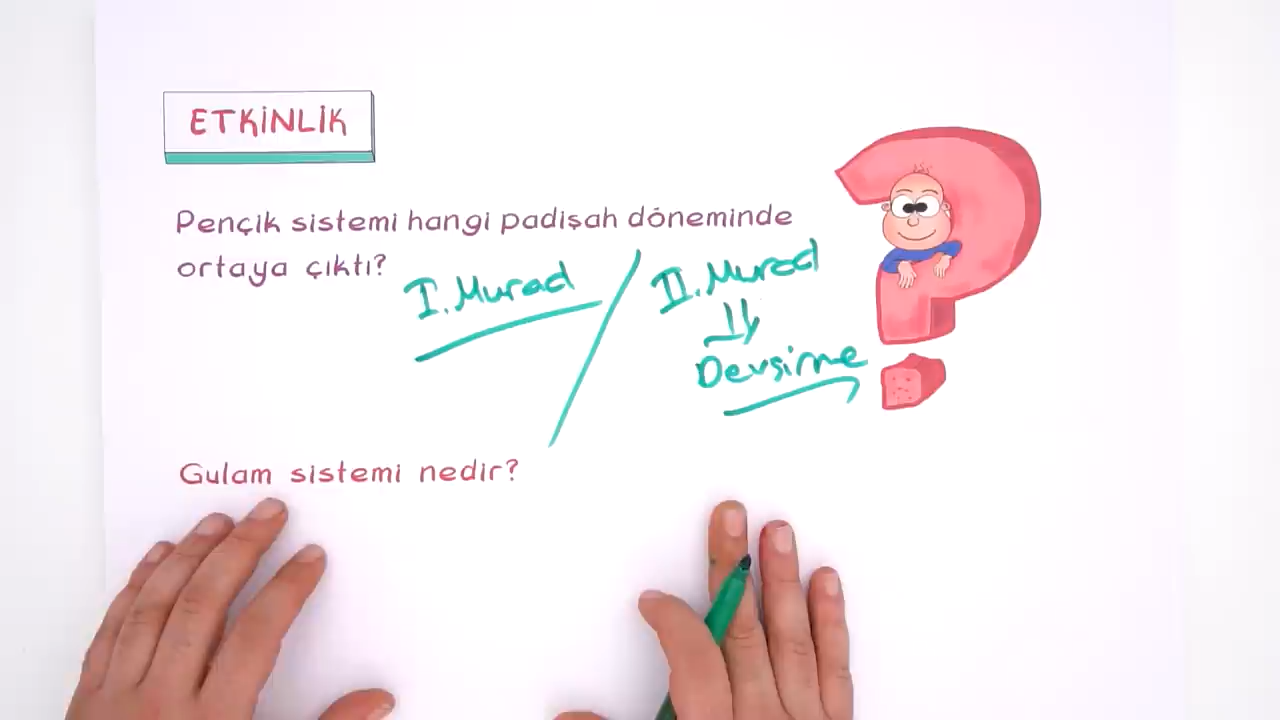 ETKİNLİK
Pençik sistemi hangi padişah döneminde
ortaya çıktı?
I. Murad
II. Murad
Devşirme
Gulam sistemi nedir?